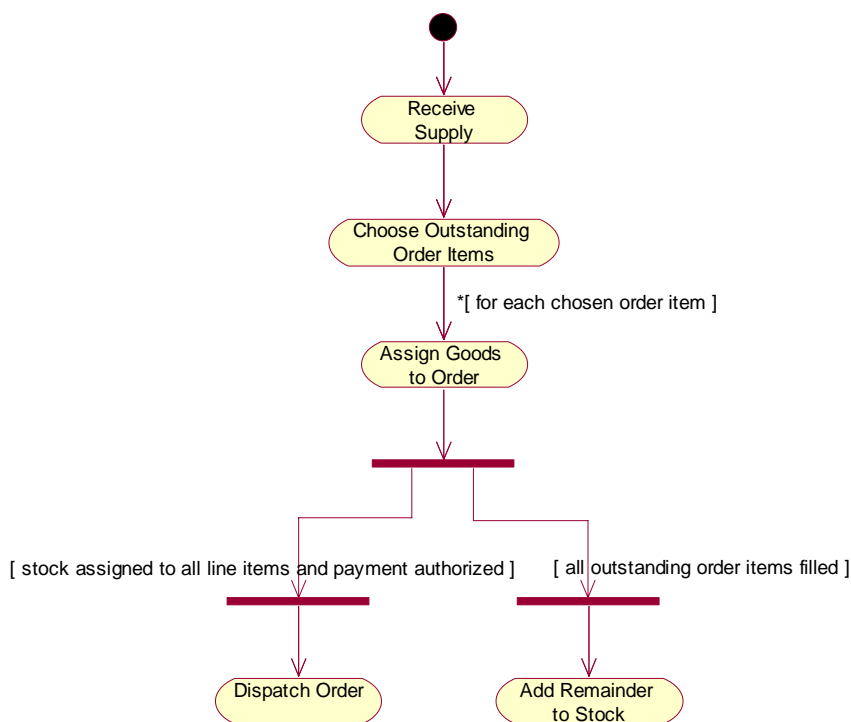 Receive
Supply
Choose Outstanding
Order Items
*[ for each chosen order item ]
Assign Goods
to Order
[ stock assigned to all line items and payment authorized ]
[ all outstanding order items filled ]
Dispatch Order
Add Remainder
to Stock